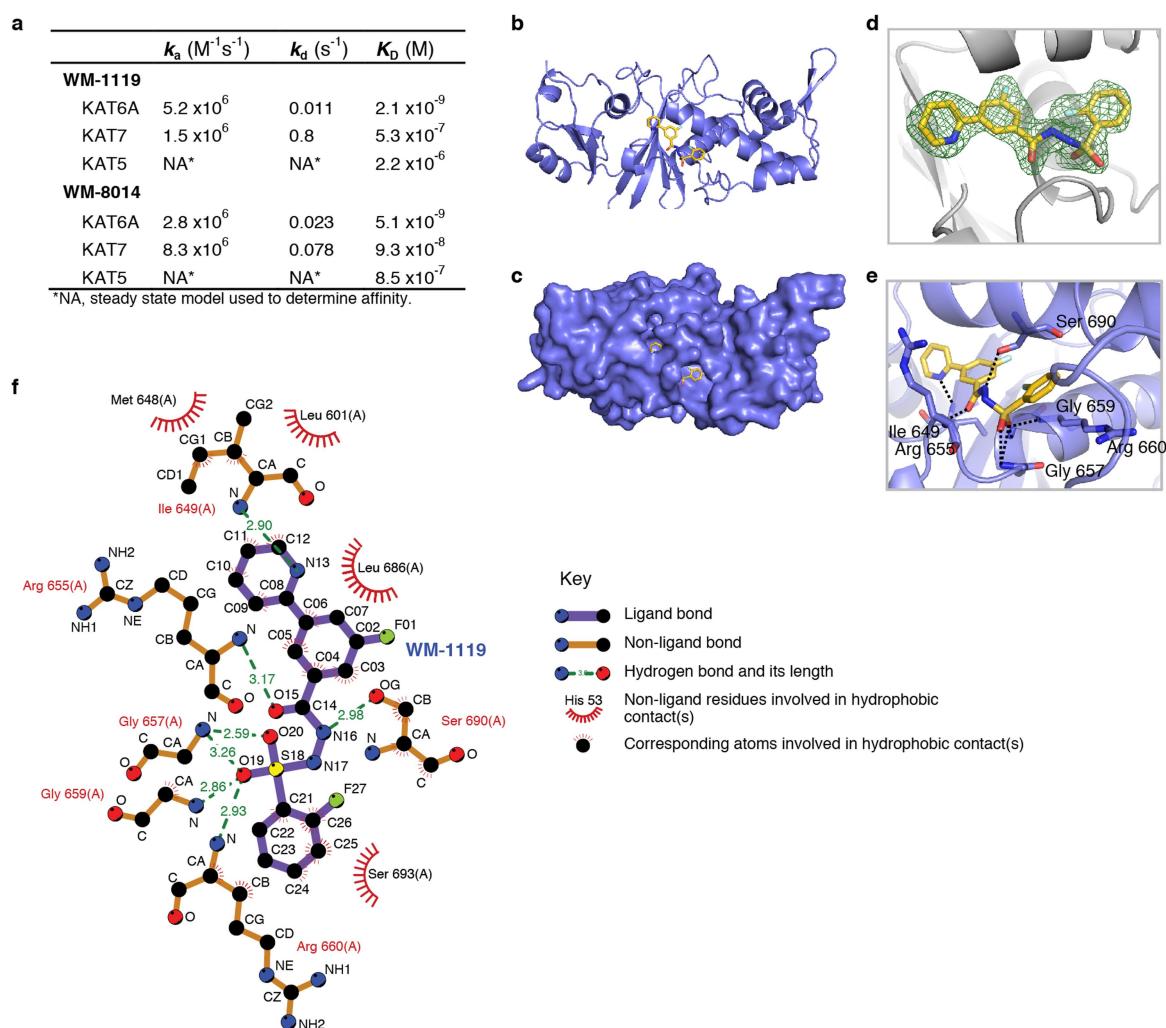 a
ka (M-1s-1) kd (s-1) KD (M)
WM-1119
KAT6A 5.2 x10^6 0.011 2.1 x10^-9
KAT7 1.5 x10^6 0.8 5.3 x10^-7
KAT5 NA* NA* 2.2 x10^-6
WM-8014
KAT6A 2.8 x10^6 0.023 5.1 x10^-9
KAT7 8.3 x10^6 0.078 9.3 x10^-8
KAT5 NA* NA* 8.5 x10^-7
*NA, steady state model used to determine affinity.
b
c
d
e
Ser 690
Gly 659
Ile 649
Arg 655
Arg 660
Gly 657
f
Met 648(A)
CG2
Leu 601(A)
CG1
CB
CD1
CA
C
N
O
Ile 649(A)
2.90
C11
C12
N13
C10
Leu 686(A)
NH2
Arg 655(A)
CZ
CD
CG
NH1
NE
C09
C08
C06
C07
C02
F01
CB
N
C05
WM-1119
CA
C04
C03
3.17
OG
C
O
O15
C14
CB
2.98
Gly 657(A)
N
2.59
O20
N16
Ser 690(A)
CA
C
CA
O
3.26
O19
S18
N17
N
C
O
Gly 659(A)
CA
2.86
O
C
N
2.93
F27
C21
C26
N
C22
C25
C23
CA
C24
Ser 693(A)
C
CB
O
CG
CD
Arg 660(A)
NE
NH1
CZ
NH2
Key
Ligand bond
Non-ligand bond
3.0
Hydrogen bond and its length
His 53
Non-ligand residues involved in hydrophobic
contact(s)
Corresponding atoms involved in hydrophobic contact(s)